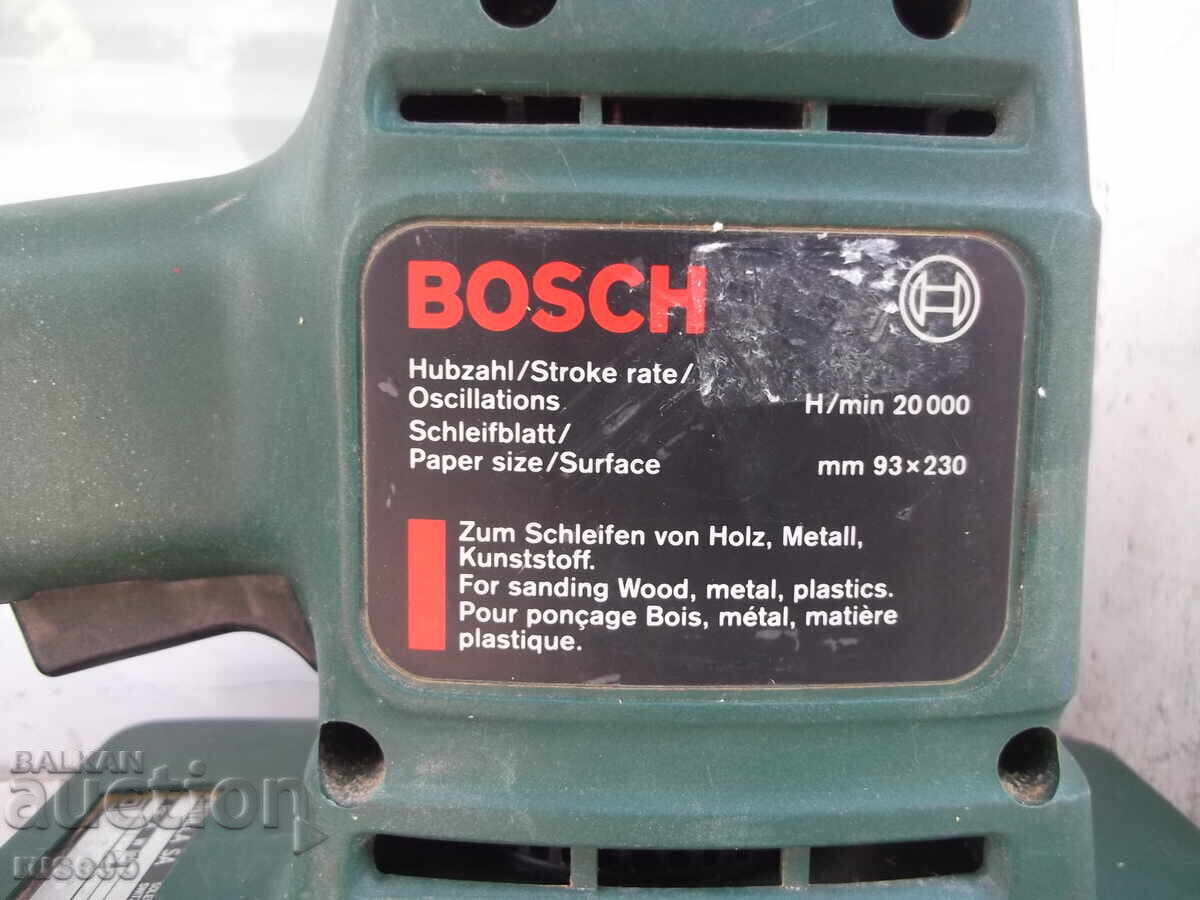 BOSCH
Hubzahl/Stroke rate/
Oscillations H/min 20 000
Schleifblatt/
Paper size/Surface mm 93×230
Zum Schleifen von Holz, Metall,
Kunststoff.
For sanding Wood, metal, plastics.
Pour ponçage Bois, métal, matière
plastique.
BALKAN
auction